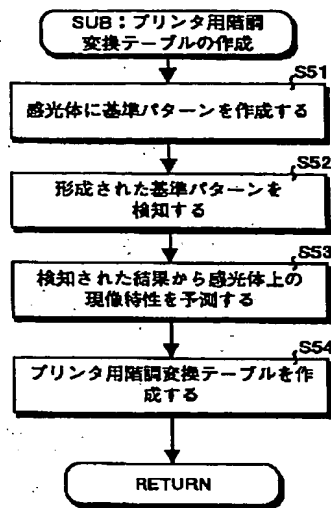 SUB：プリンタ用階調
変換テーブルの作成
S51
感光体に基準パターンを作成する
S52
形成された基準パターンを
検知する
S53
検知された結果から感光体上の
現像特性を予測する
S54
プリンタ用階調変換テーブルを作
成する
RETURN